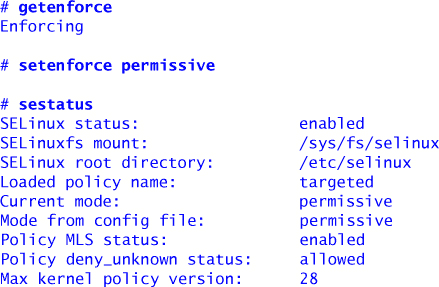 # getenforce
Enforcing
# setenforce permissive
# sestatus
SELinux status: enabled
SELinuxfs mount: /sys/fs/selinux
SELinux root directory: /etc/selinux
Loaded policy name: targeted
Current mode: permissive
Mode from config file: permissive
Policy MLS status: enabled
Policy deny_unknown status: allowed
Max kernel policy version: 28